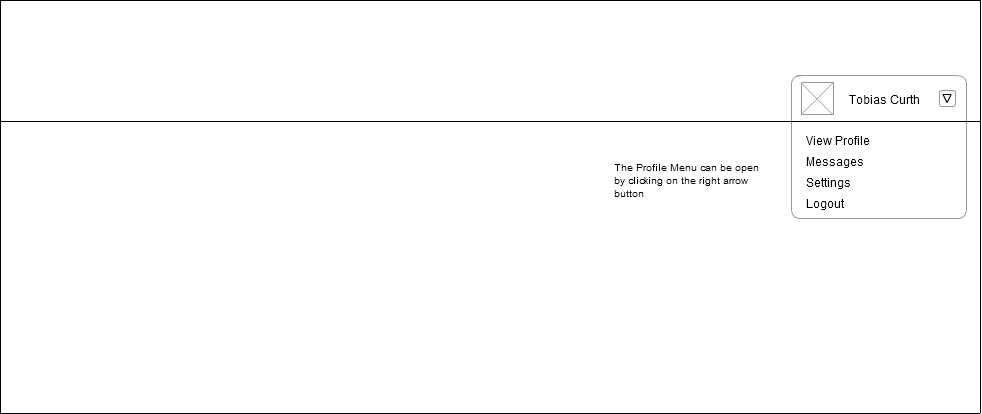 Tobias Curth
View Profile
The Profile Menu can be open
by clicking on the right arrow
button
Messages
Settings
Logout